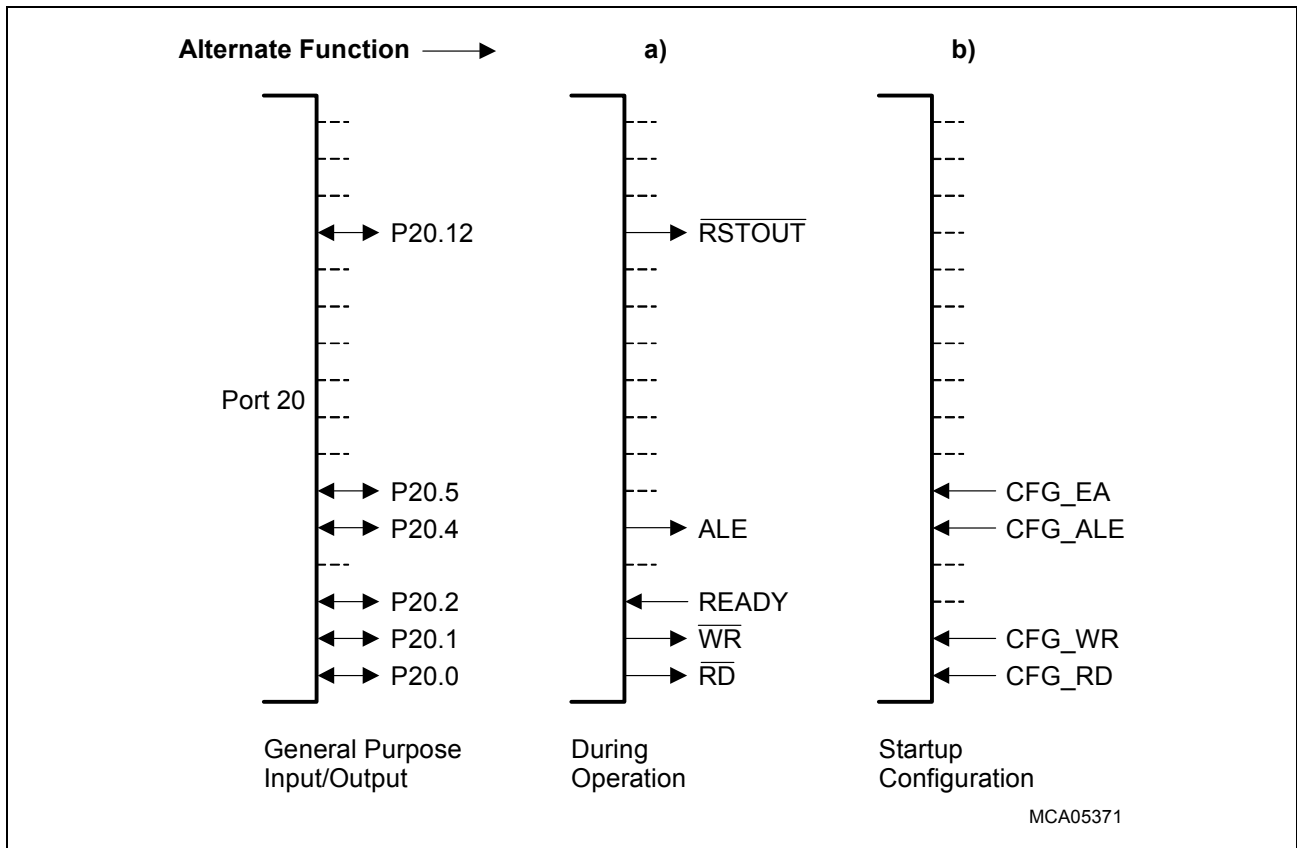 Alternate Function a) b)
P20.12 RSTOUT
Port 20
P20.5 CFG_EA
P20.4 ALE CFG_ALE
P20.2 READY
P20.1 WR CFG_WR
P20.0 RD CFG_RD
General Purpose During Startup
Input/Output Operation Configuration
MCA05371